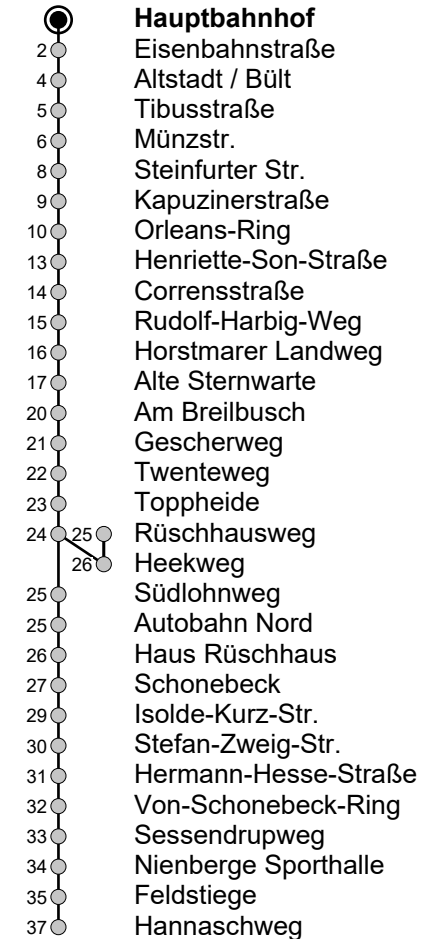 Hauptbahnhof
2 Eisenbahnstraße
4 Altstadt / Bült
5 Tibusstraße
6 Münzstr.
8 Steinfurter Str.
9 Kapuzinerstraße
10 Orleans-Ring
13 Henriette-Son-Straße
14 Corrensstraße
15 Rudolf-Harbig-Weg
16 Horstmarer Landweg
17 Alte Sternwarte
20 Am Breilbusch
21 Gescherweg
22 Twenteweg
23 Toppheide
24 25 Rüschhausweg
26 Heekweg
25 Südlohnweg
25 Autobahn Nord
26 Haus Rüschhaus
27 Schonebeck
29 Isolde-Kurz-Str.
30 Stefan-Zweig-Str.
31 Hermann-Hesse-Straße
32 Von-Schonebeck-Ring
33 Sessendrupweg
34 Nienberge Sporthalle
35 Feldstiege
37 Hannaschweg